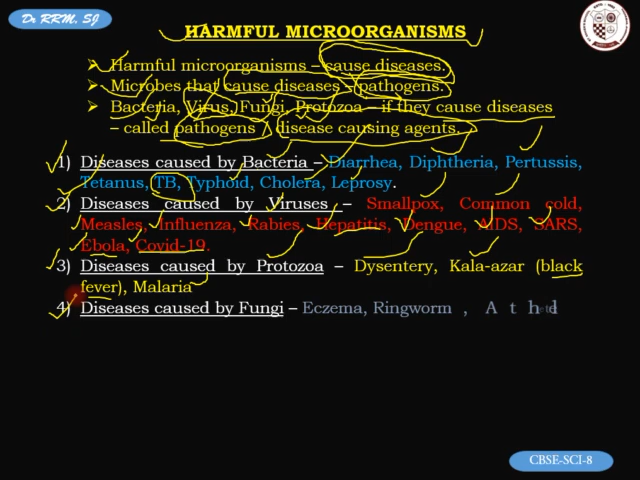 Dr RRM, SJ
HARMFUL MICROORGANISMS
➢ Harmful microorganisms – cause diseases.
➢ Microbes that cause diseases – pathogens.
➢ Bacteria, Virus, Fungi, Protozoa – if they cause diseases
– called pathogens / disease causing agents.
1) Diseases caused by Bacteria – Diarrhea, Diphtheria, Pertussis,
Tetanus, TB, Typhoid, Cholera, Leprosy.
2) Diseases caused by Viruses – Smallpox, Common cold,
Measles, Influenza, Rabies, Hepatitis, Dengue, AIDS, SARS,
Ebola, Covid-19.
3) Diseases caused by Protozoa – Dysentery, Kala-azar (black
fever), Malaria
4) Diseases caused by Fungi – Eczema, Ringworm , A t h
CBSE-SCI-8